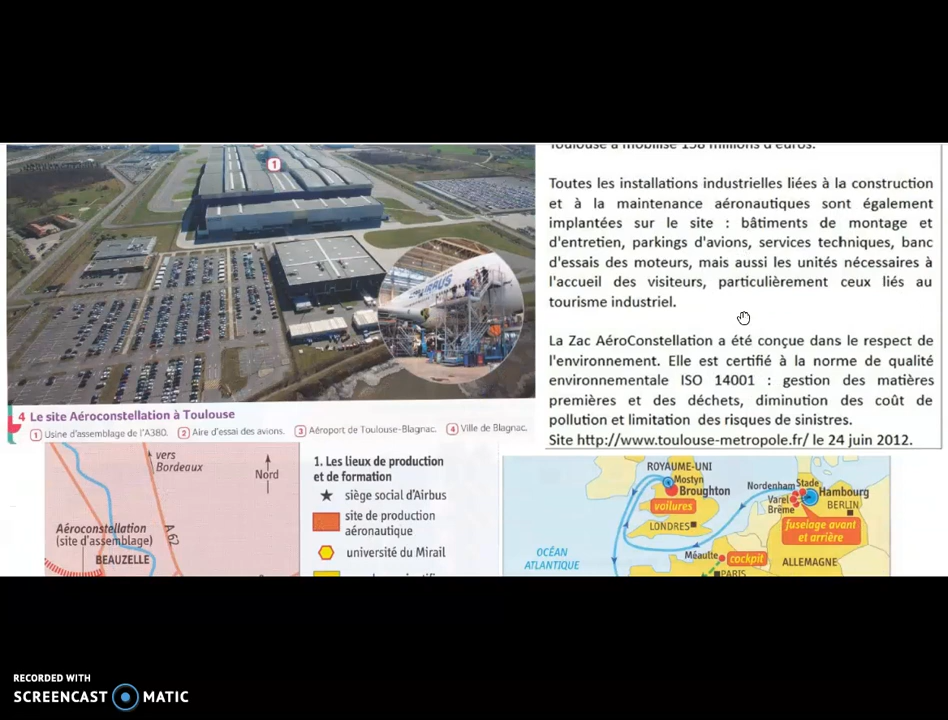 1
AIRBUS
4 Le site Aéroconstellation à Toulouse
1 Usine d'assemblage de l'A380. 2 Aire d'essai des avions. 3 Aéroport de Toulouse-Blagnac. 4 Ville de Blagnac.
Toulouse a mobilisé 158 millions d'euros.
Toutes les installations industrielles liées à la construction
et à la maintenance aéronautiques sont également
implantées sur le site : bâtiments de montage et
d'entretien, parkings d'avions, services techniques, banc
d'essais des moteurs, mais aussi les unités nécessaires à
l'accueil des visiteurs, particulièrement ceux liés au
tourisme industriel.
La Zac AéroConstellation a été conçue dans le respect de
l'environnement. Elle est certifié à la norme de qualité
environnementale ISO 14001 : gestion des matières
premières et des déchets, diminution des coût de
pollution et limitation des risques de sinistres.
Site http://www.toulouse-metropole.fr/ le 24 juin 2012.
vers
Bordeaux
Nord
Aéroconstellation
(site d'assemblage)
BEAUZELLE
A 62
1. Les lieux de production
et de formation
siège social d'Airbus
site de production
aéronautique
université du Mirail
ROYAUME-UNI
Mostyn
Broughton
voilures
LONDRES
OCÉAN
ATLANTIQUE
Méaulte
cockpit
PARIS
Nordenham
Stade
Varel
Brême
Hambourg
BERLIN
fuselage avant
et arrière
ALLEMAGNE
RECORDED WITH
SCREENCAST MATIC